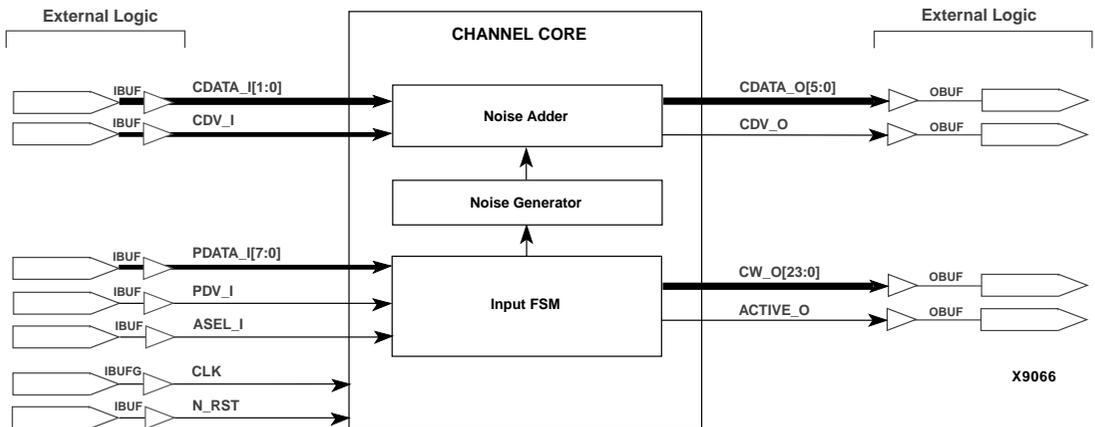 External Logic
CHANNEL CORE
External Logic
IBUF
CDATA_I[1:0]
CDATA_O[5:0]
OBUF
Noise Adder
IBUF
CDV_I
CDV_O
OBUF
Noise Generator
IBUF
PDATA_I[7:0]
CW_O[23:0]
OBUF
IBUF
PDV_I
Input FSM
ACTIVE_O
OBUF
IBUF
ASEL_I
IBUFG
CLK
X9066
IBUF
N_RST